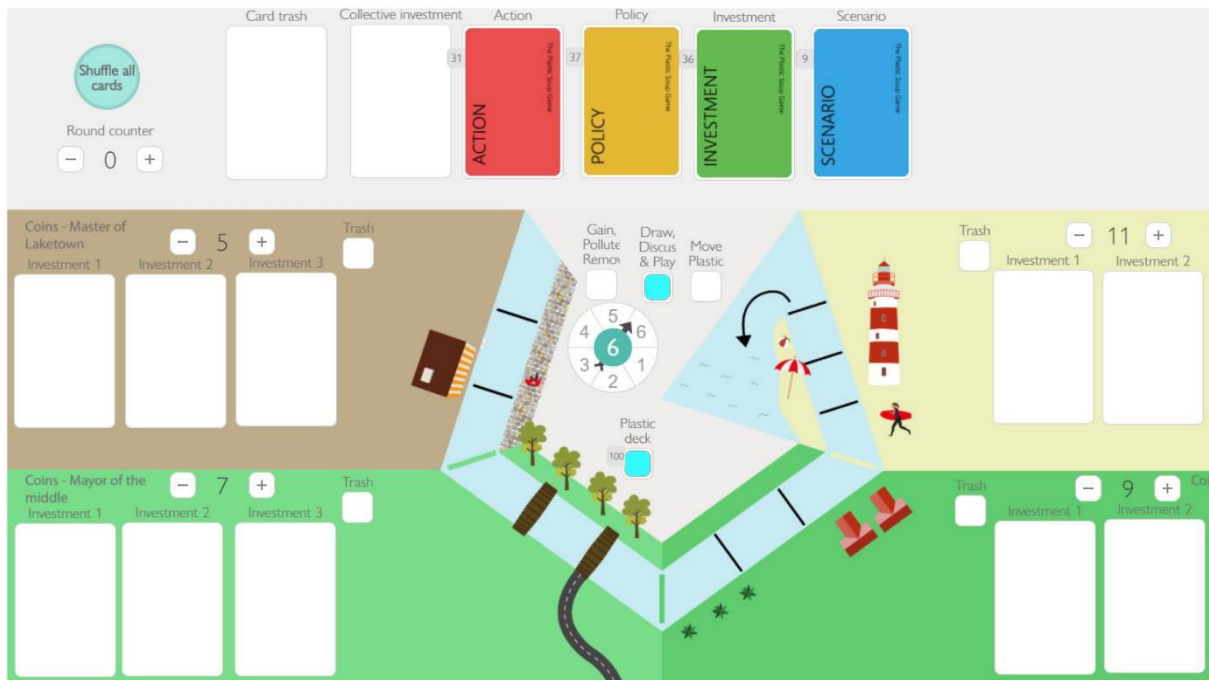 Card trash
Collective investment
Action
Policy
Investment
Scenario
Shuffle all
cards
Round counter
− 0 +
31
ACTION
The Plastic Soup Game
37
POLICY
The Plastic Soup Game
36
INVESTMENT
The Plastic Soup Game
9
SCENARIO
The Plastic Soup Game
Coins - Master of
Laketown
− 5 +
Trash
Investment 1
Investment 2
Investment 3
Gain,
Pollute
Remov
Draw,
Discus
& Play
Move
Plastic
5
4 6
6
3 1
2
Plastic
deck
100
Trash
− 11 +
Investment 1
Investment 2
Coins - Mayor of the
middle
− 7 +
Trash
Investment 1
Investment 2
Investment 3
Trash
− 9 +
Investment 1
Investment 2